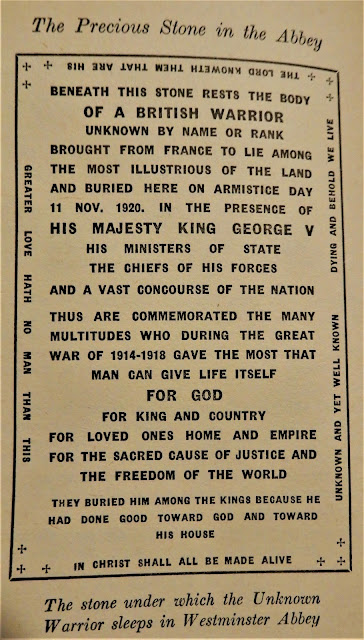 The Precious Stone in the Abbey
THE LORD KNOWETH THEM THAT ARE HIS
BENEATH THIS STONE RESTS THE BODY
OF A BRITISH WARRIOR
UNKNOWN BY NAME OR RANK
BROUGHT FROM FRANCE TO LIE AMONG
THE MOST ILLUSTRIOUS OF THE LAND
AND BURIED HERE ON ARMISTICE DAY
11 NOV. 1920. IN THE PRESENCE OF
HIS MAJESTY KING GEORGE V
HIS MINISTERS OF STATE
THE CHIEFS OF HIS FORCES
AND A VAST CONCOURSE OF THE NATION
THUS ARE COMMEMORATED THE MANY
MULTITUDES WHO DURING THE GREAT
WAR OF 1914-1918 GAVE THE MOST THAT
MAN CAN GIVE LIFE ITSELF
FOR GOD
FOR KING AND COUNTRY
FOR LOVED ONES HOME AND EMPIRE
FOR THE SACRED CAUSE OF JUSTICE AND
THE FREEDOM OF THE WORLD
THEY BURIED HIM AMONG THE KINGS BECAUSE HE
HAD DONE GOOD TOWARD GOD AND TOWARD
HIS HOUSE
GREATER LOVE HATH NO MAN THAN THIS
UNKNOWN AND YET WELL KNOWN DYING AND BEHOLD WE LIVE
IN CHRIST SHALL ALL BE MADE ALIVE
The stone under which the Unknown
Warrior sleeps in Westminster Abbey